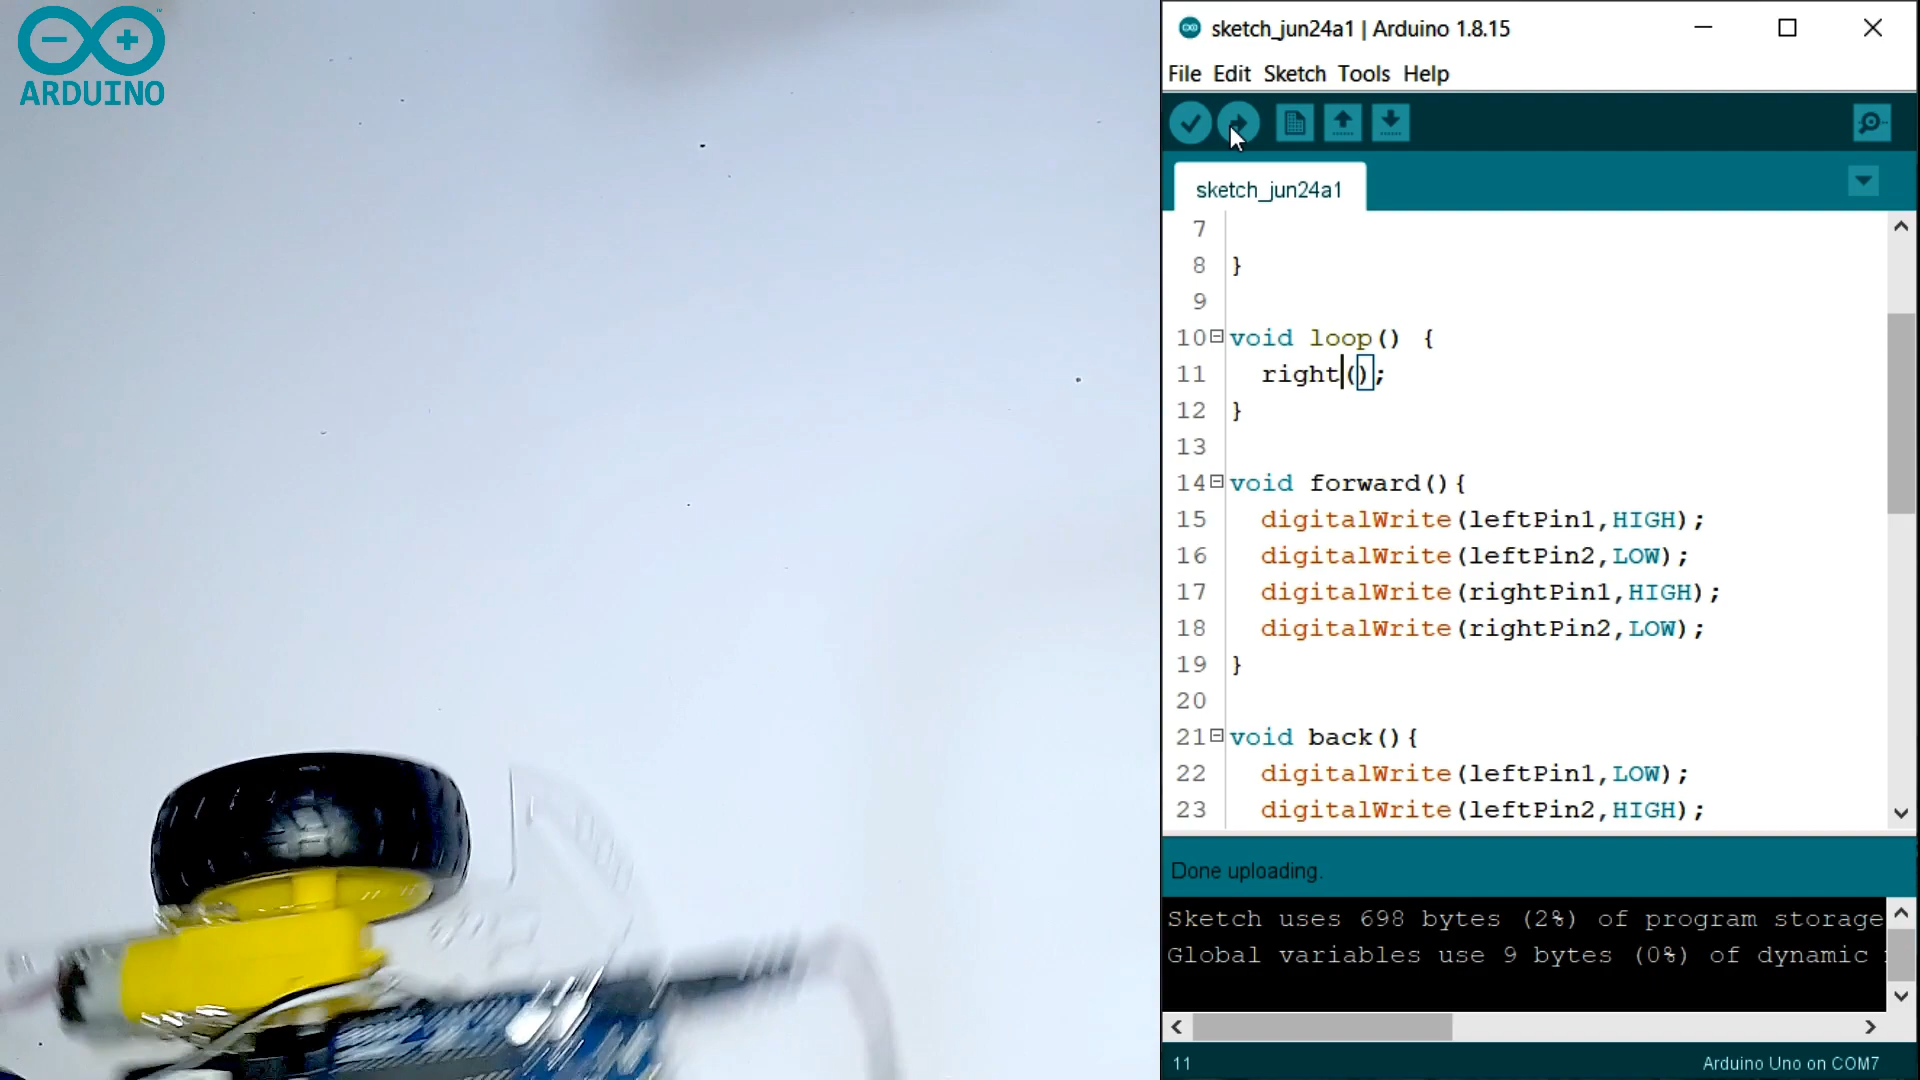 ARDUINO
sketch_jun24a1 | Arduino 1.8.15
File Edit Sketch Tools Help
sketch_jun24a1
7
8 }
9
10 void loop() {
11 right();
12 }
13
14 void forward(){
15 digitalWrite(leftPin1,HIGH);
16 digitalWrite(leftPin2,LOW);
17 digitalWrite(rightPin1,HIGH);
18 digitalWrite(rightPin2,LOW);
19 }
20
21 void back(){
22 digitalWrite(leftPin1,LOW);
23 digitalWrite(leftPin2,HIGH);
Done uploading.
Sketch uses 698 bytes (2%) of program storage
Global variables use 9 bytes (0%) of dynamic
11
Arduino Uno on COM7